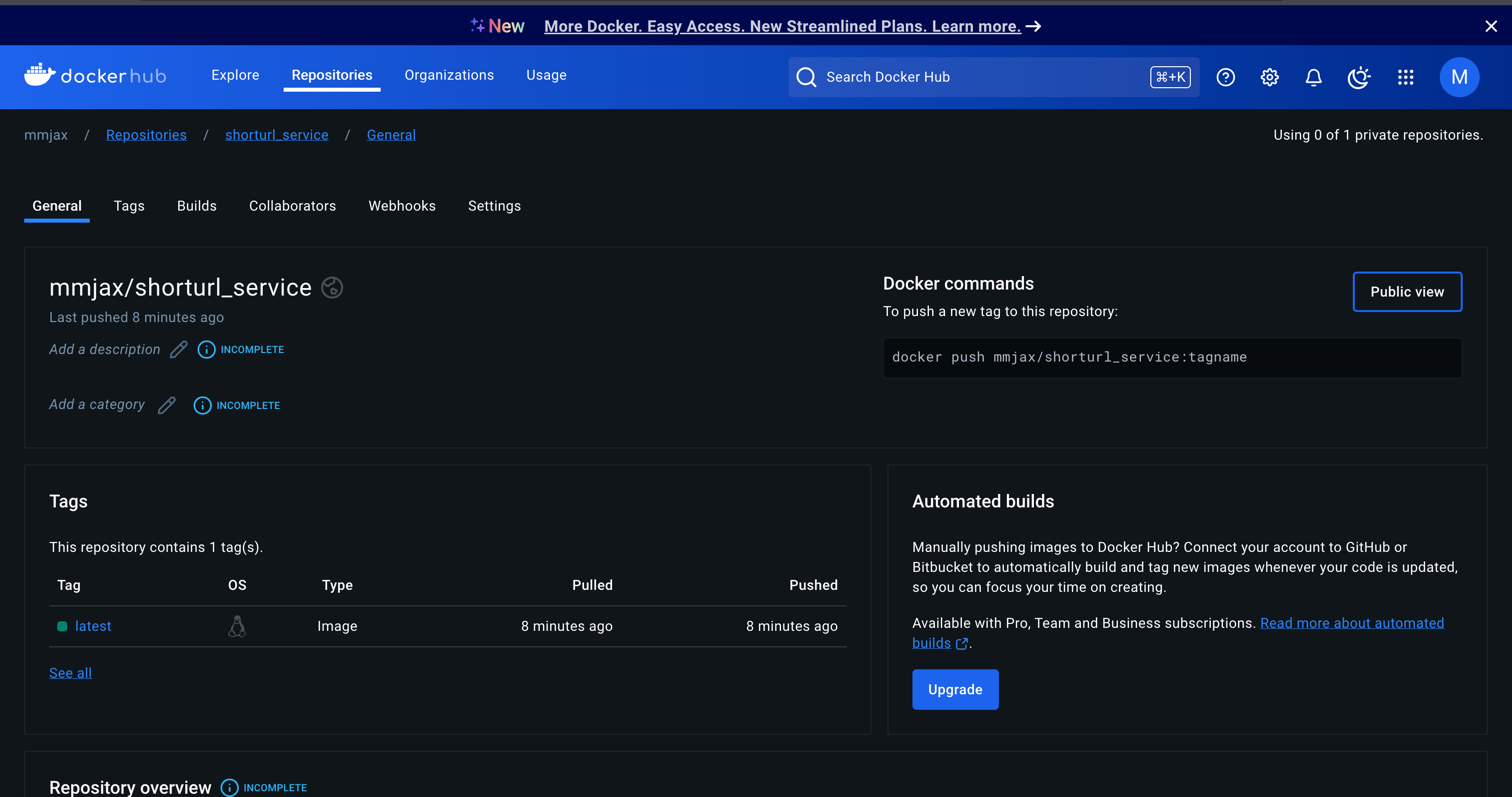 New More Docker. Easy Access. New Streamlined Plans. Learn more.
dockerhub Explore Repositories Organizations Usage Search Docker Hub ⌘+K M
mmjax / Repositories / shorturl_service / General Using 0 of 1 private repositories.
General Tags Builds Collaborators Webhooks Settings
mmjax/shorturl_service
Last pushed 8 minutes ago
Add a description INCOMPLETE
Add a category INCOMPLETE
Docker commands
To push a new tag to this repository:
Public view
docker push mmjax/shorturl_service:tagname
Tags
This repository contains 1 tag(s).
Tag OS Type Pulled Pushed
latest Image 8 minutes ago 8 minutes ago
See all
Automated builds
Manually pushing images to Docker Hub? Connect your account to GitHub or
Bitbucket to automatically build and tag new images whenever your code is updated,
so you can focus your time on creating.
Available with Pro, Team and Business subscriptions. Read more about automated
builds.
Upgrade
Repository overview INCOMPLETE